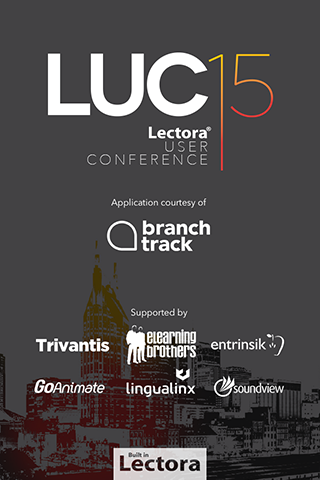 LUC15
Lectora®
USER
CONFERENCE
Application courtesy of
branch
track
Supported by
Trivantis
eLearning
brothers
entrinsik
GoAnimate
lingualinx
soundview
Built in
Lectora